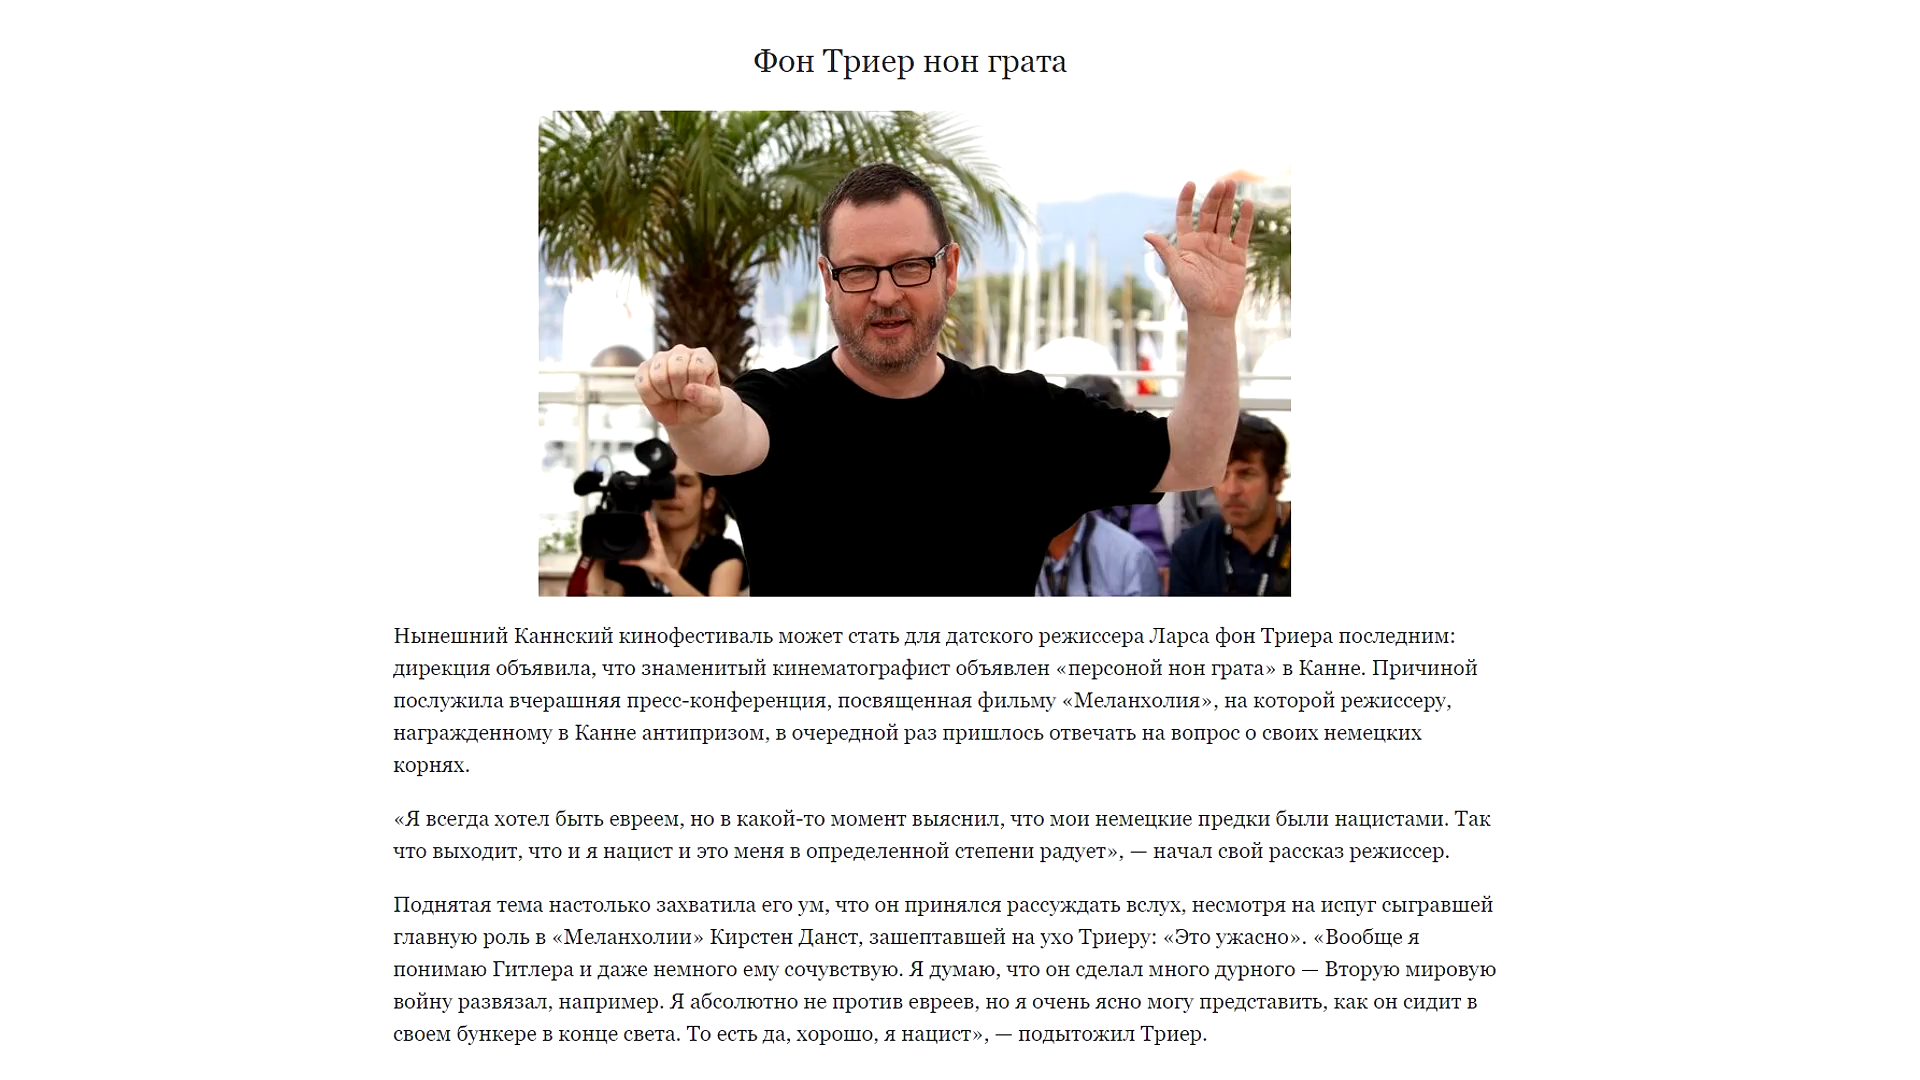 Фон Триер нон грата
Нынешний Каннский кинофестиваль может стать для датского режиссера Ларса фон Триера последним:
дирекция объявила, что знаменитый кинематографист объявлен «персоной нон грата» в Канне. Причиной
послужила вчерашняя пресс-конференция, посвященная фильму «Меланхолия», на которой режиссеру,
награжденному в Канне антипризом, в очередной раз пришлось отвечать на вопрос о своих немецких
корнях.
«Я всегда хотел быть евреем, но в какой-то момент выяснил, что мои немецкие предки были нацистами. Так
что выходит, что и я нацист и это меня в определенной степени радует», — начал свой рассказ режиссер.
Поднятая тема настолько захватила его ум, что он принялся рассуждать вслух, несмотря на испуг сыгравшей
главную роль в «Меланхолии» Кирстен Данст, зашептавшей на ухо Триеру: «Это ужасно». «Вообще я
понимаю Гитлера и даже немного ему сочувствую. Я думаю, что он сделал много дурного — Вторую мировую
войну развязал, например. Я абсолютно не против евреев, но я очень ясно могу представить, как он сидит в
своем бункере в конце света. То есть да, хорошо, я нацист», — подытожил Триер.